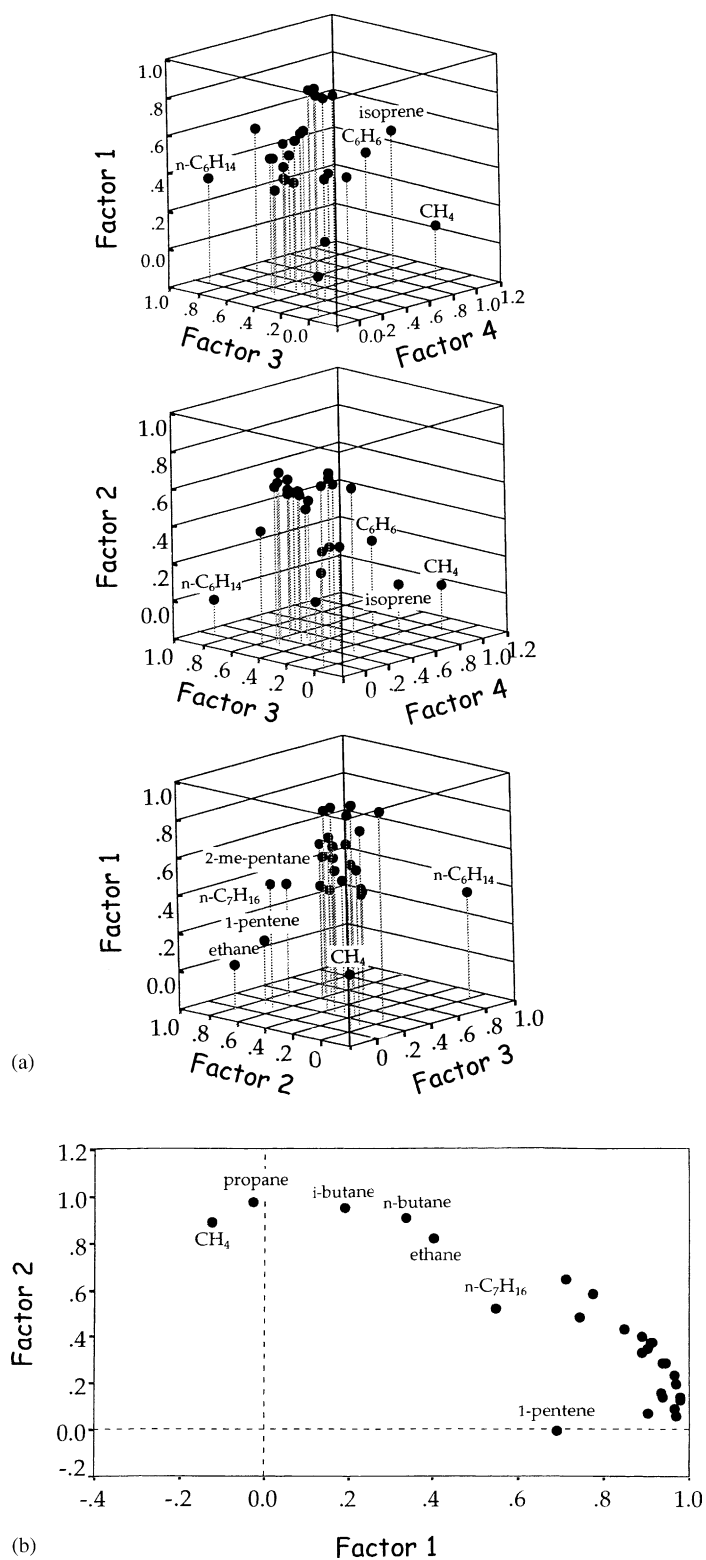 1.0
.8
isoprene
.6
C₆H₆
n-C₆H₁₄
Factor 1
.4
CH₄
.2
0.0
1.0 .8 .6 .4 .2 0.0 0.0 .2 .4 .6 .8 1.0 1.2
Factor 3 Factor 4
1.0
.8
Factor 2
.6
C₆H₆
.4
n-C₆H₁₄ CH₄
.2
isoprene
0.0
1.0 .8 .6 .4 .2 0 0 .2 .4 .6 .8 1.0 1.2
Factor 3 Factor 4
1.0
.8
2-me-pentane
.6
n-C₆H₁₄
n-C₇H₁₆
Factor 1
.4
1-pentene
.2
ethane CH₄
0.0
1.0 .8 .6 .4 .2 0 0 .2 .4 .6 .8 1.0
Factor 2 Factor 3
(a)
1.2
propane
1.0
i-butane
n-butane
CH₄
.8
ethane
Factor 2
.6
n-C₇H₁₆
.4
.2
1-pentene
0.0
-.2
-.4 -.2 0.0 .2 .4 .6 .8 1.0
(b)
Factor 1